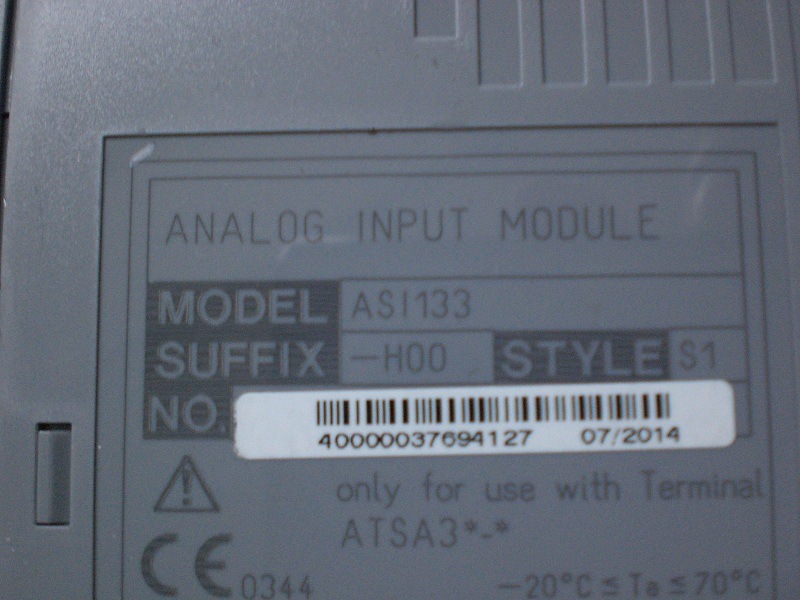 ANALOG INPUT MODULE
MODEL ASI133
SUFFIX -H00 STYLE S1
NO.
40000037694127 07/2014
only for use with Terminal
ATSA3*-*
CE 0344 -20°C ≤ Ta ≤ 70°C